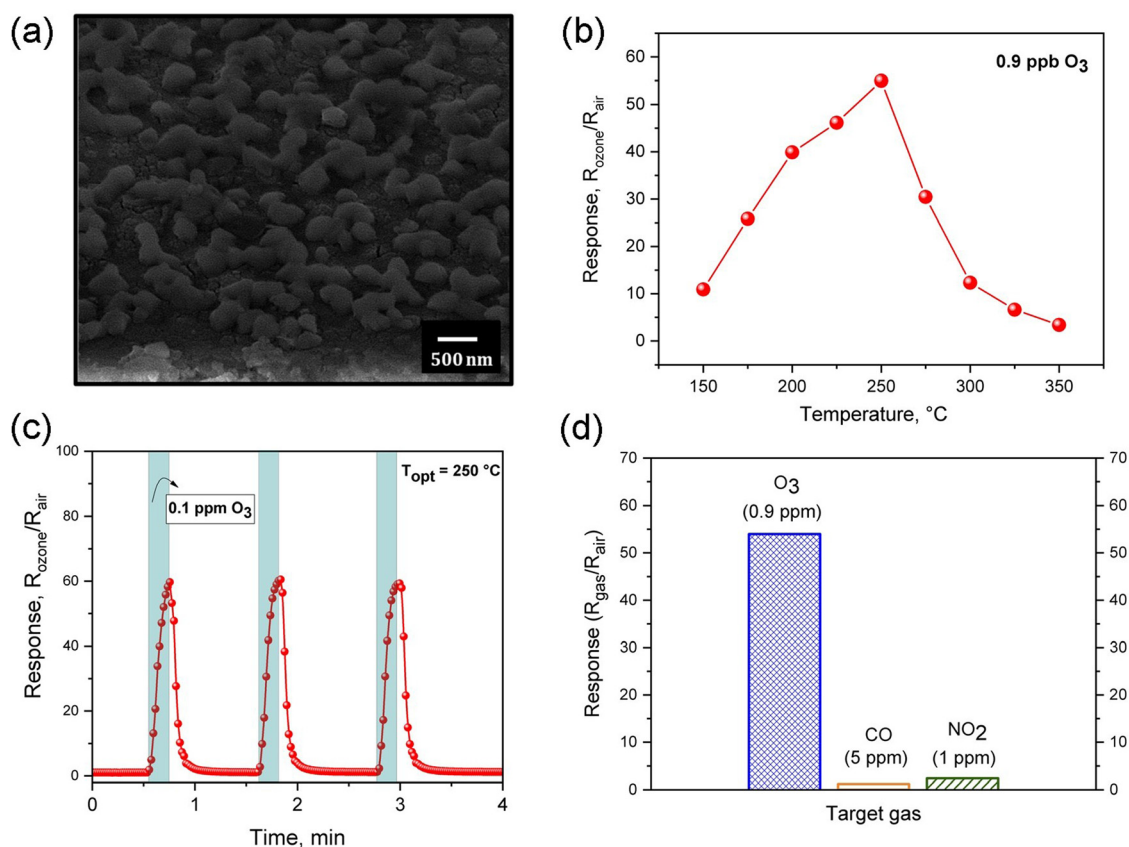 (a)
500 nm
(b)
0.9 ppb O3
Response, Rozone/Rair
60
50
40
30
20
10
0
150 200 250 300 350
Temperature, °C
(c)
Topt = 250 °C
0.1 ppm O3
Response, Rozone/Rair
100
80
60
40
20
0
0 1 2 3 4
Time, min
(d)
O3
(0.9 ppm)
CO
(5 ppm)
NO2
(1 ppm)
Response (Rgas/Rair)
70
60
50
40
30
20
10
0
70
60
50
40
30
20
10
0
Target gas